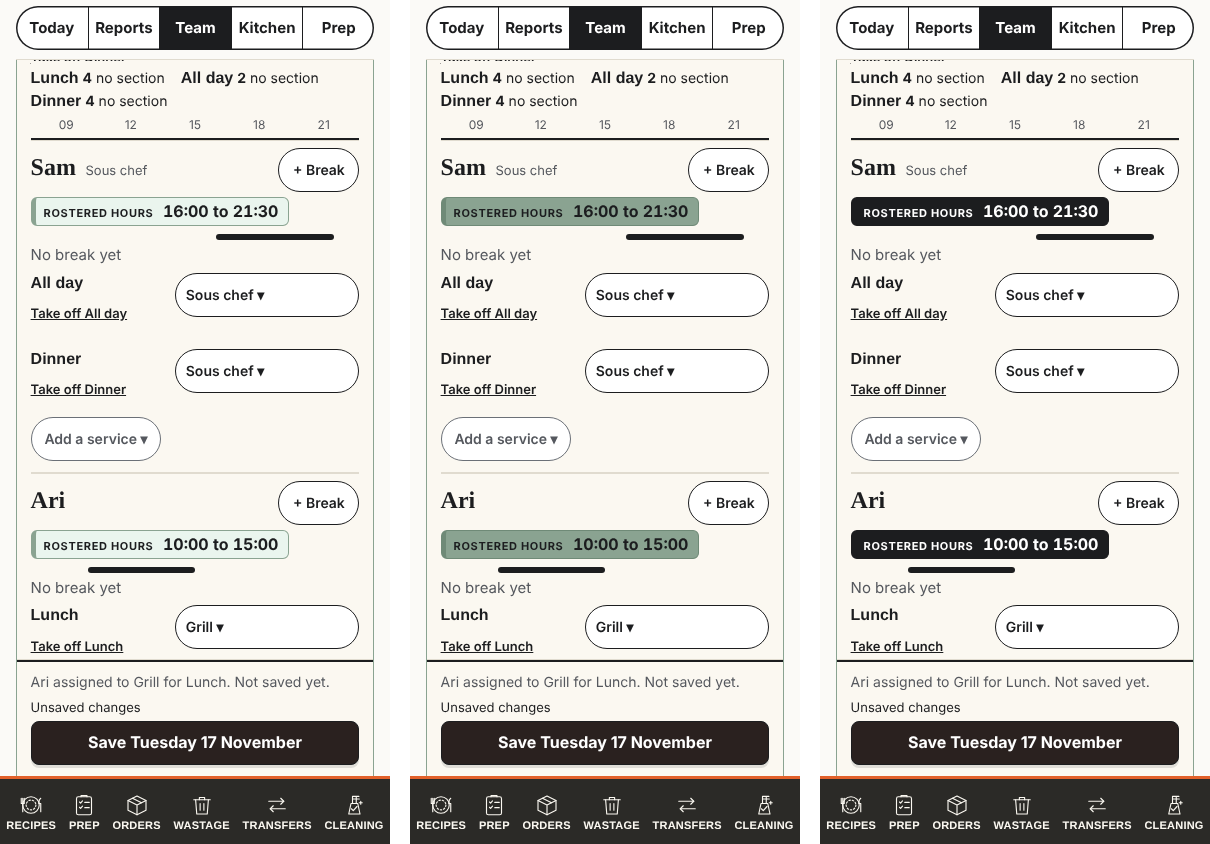 Today Reports Team Kitchen Prep
Lunch 4 no section All day 2 no section
Dinner 4 no section
09 12 15 18 21
Sam Sous chef + Break
ROSTERED HOURS 16:00 to 21:30
No break yet
All day Sous chef ▾
Take off All day
Dinner Sous chef ▾
Take off Dinner
Add a service ▾
Ari + Break
ROSTERED HOURS 10:00 to 15:00
No break yet
Lunch Grill ▾
Take off Lunch
Ari assigned to Grill for Lunch. Not saved yet.
Unsaved changes
Save Tuesday 17 November
RECIPES PREP ORDERS WASTAGE TRANSFERS CLEANING
Today Reports Team Kitchen Prep
Lunch 4 no section All day 2 no section
Dinner 4 no section
09 12 15 18 21
Sam Sous chef + Break
ROSTERED HOURS 16:00 to 21:30
No break yet
All day Sous chef ▾
Take off All day
Dinner Sous chef ▾
Take off Dinner
Add a service ▾
Ari + Break
ROSTERED HOURS 10:00 to 15:00
No break yet
Lunch Grill ▾
Take off Lunch
Ari assigned to Grill for Lunch. Not saved yet.
Unsaved changes
Save Tuesday 17 November
RECIPES PREP ORDERS WASTAGE TRANSFERS CLEANING
Today Reports Team Kitchen Prep
Lunch 4 no section All day 2 no section
Dinner 4 no section
09 12 15 18 21
Sam Sous chef + Break
ROSTERED HOURS 16:00 to 21:30
No break yet
All day Sous chef ▾
Take off All day
Dinner Sous chef ▾
Take off Dinner
Add a service ▾
Ari + Break
ROSTERED HOURS 10:00 to 15:00
No break yet
Lunch Grill ▾
Take off Lunch
Ari assigned to Grill for Lunch. Not saved yet.
Unsaved changes
Save Tuesday 17 November
RECIPES PREP ORDERS WASTAGE TRANSFERS CLEANING